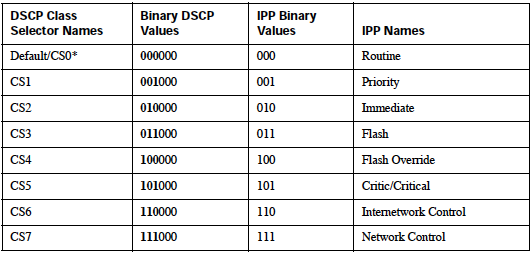 DSCP Class Selector Names Binary DSCP Values IPP Binary Values IPP Names
Default/CS0* 000000 000 Routine
CS1 001000 001 Priority
CS2 010000 010 Immediate
CS3 011000 011 Flash
CS4 100000 100 Flash Override
CS5 101000 101 Critic/Critical
CS6 110000 110 Internetwork Control
CS7 111000 111 Network Control